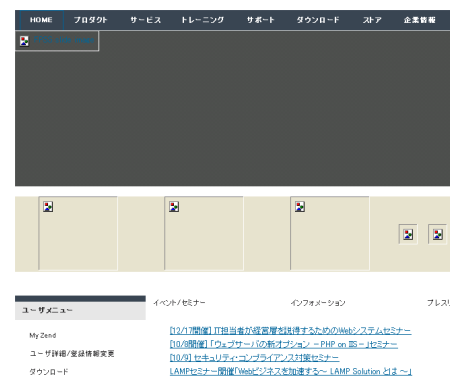 HOME プロダクト サービス トレーニング サポート ダウンロード ストア 企業情報
イベント/セミナー インフォメーション プレスリ
ユーザメニュー
[12/17開催] IT担当者が経営層を説得するためのWebシステムセミナー
My Zend
[10/8開催] 「ウェブサーバの新オプション －PHP on IIS－」セミナー
ユーザ詳細/登録情報変更
[10/9] セキュリティ・コンプライアンス対策セミナー
ダウンロード
LAMPセミナー開催「Webビジネスを加速する～ LAMP Solution とは ～」